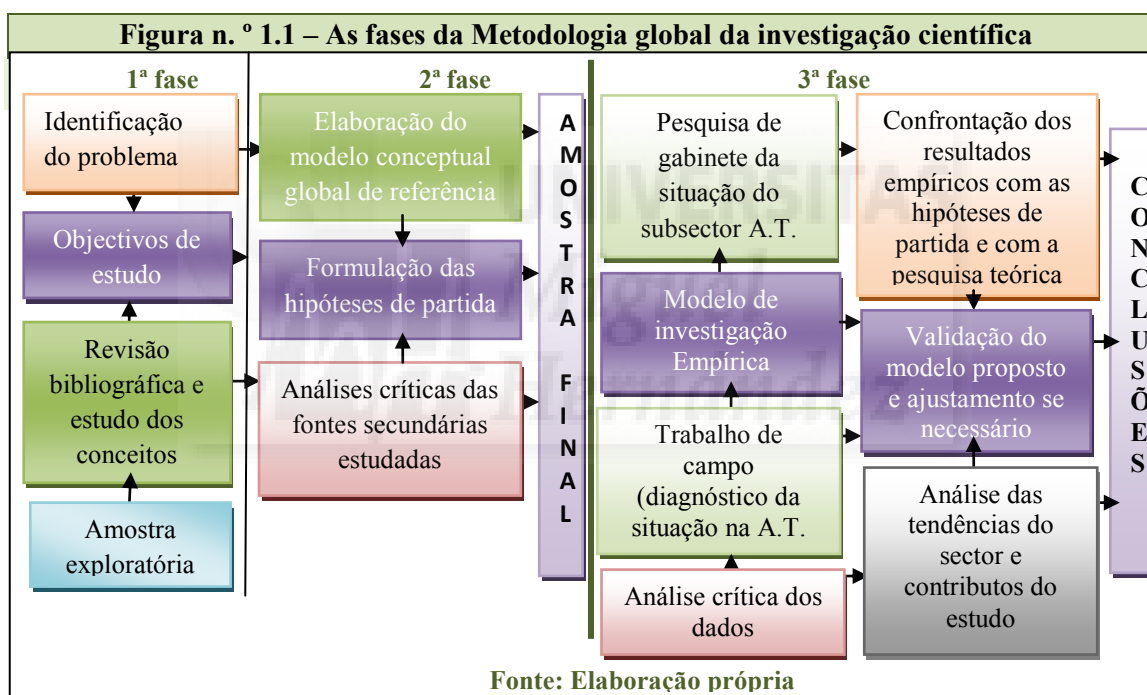 Figura n. º 1.1 – As fases da Metodologia global da investigação científica
1ª fase
Identificação
do problema
Objectivos de
estudo
Revisão
bibliográfica e
estudo dos
conceitos
Amostra
exploratória
2ª fase
Elaboração do
modelo conceptual
global de referência
Formulação das
hipóteses de partida
Análises críticas das
fontes secundárias
estudadas
A
M
O
S
T
R
A
F
I
N
A
L
3ª fase
Pesquisa de
gabinete da
situação do
subsector A.T.
Modelo de
investigação
Empírica
Trabalho de
campo
(diagnóstico da
situação na A.T.
Análise crítica dos
dados
Confrontação dos
resultados
empíricos com as
hipóteses de
partida e com a
pesquisa teórica
Validação do
modelo proposto
e ajustamento se
necessário
Análise das
tendências do
sector e
contributos do
estudo
C
O
N
C
L
U
S
Õ
E
S
UNIVERSITAS
Miguel
Hernández
Fonte: Elaboração própria